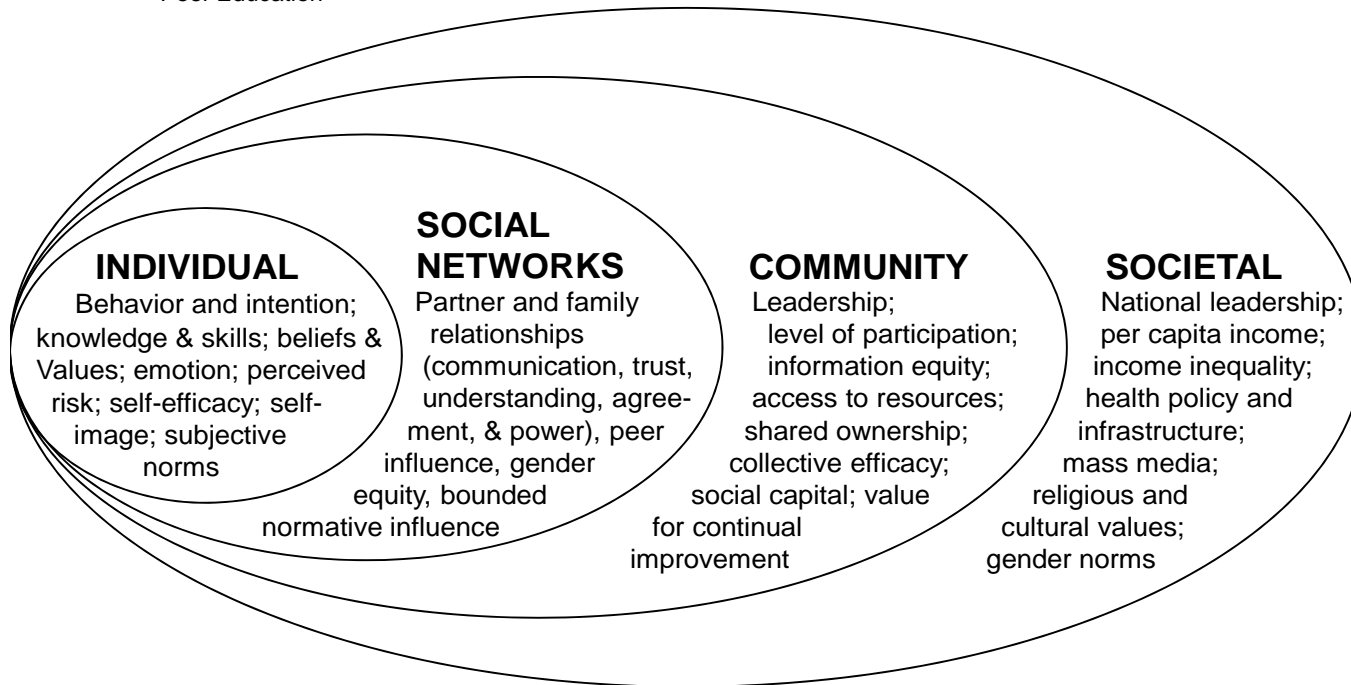 Peer Education
INDIVIDUAL
Behavior and intention;
knowledge & skills; beliefs &
Values; emotion; perceived
risk; self-efficacy; self-
image; subjective
norms
SOCIAL
NETWORKS
Partner and family
relationships
(communication, trust,
understanding, agree-
ment, & power), peer
influence, gender
equity, bounded
normative influence
COMMUNITY
Leadership;
level of participation;
information equity;
access to resources;
shared ownership;
collective efficacy;
social capital; value
for continual
improvement
SOCIETAL
National leadership;
per capita income;
income inequality;
health policy and
infrastructure;
mass media;
religious and
cultural values;
gender norms